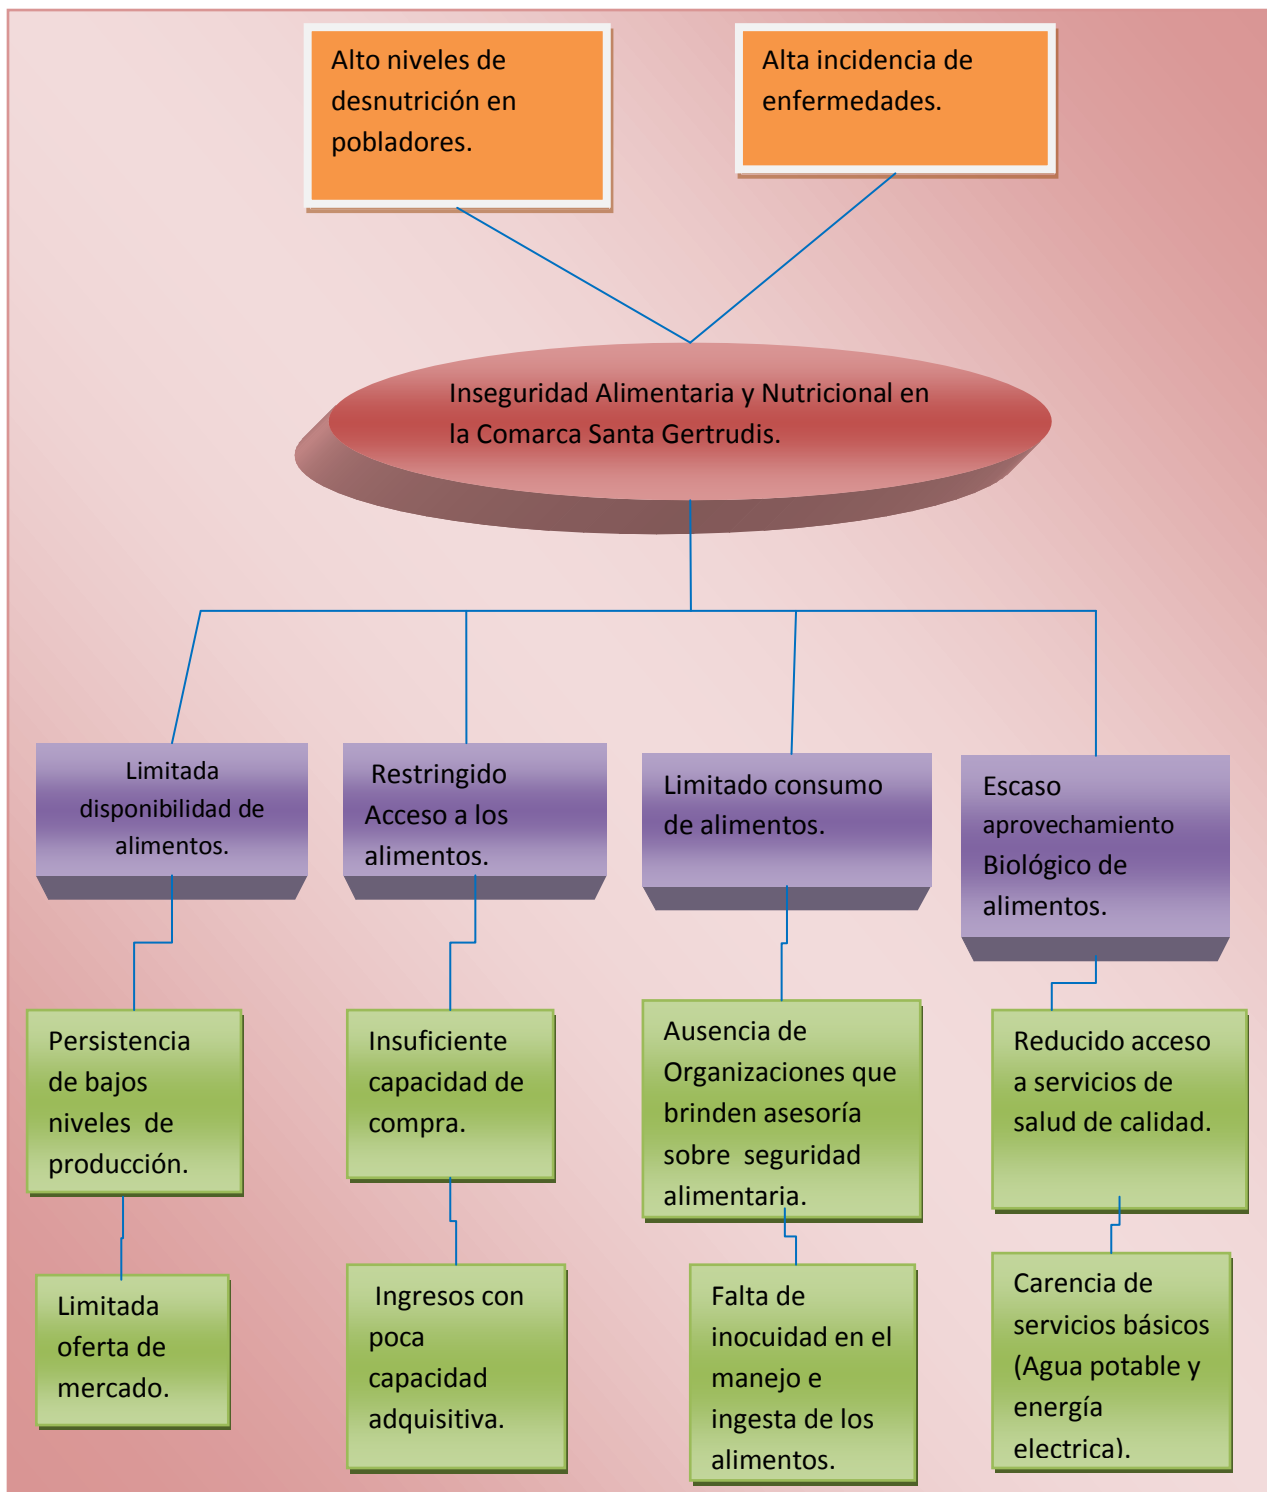 Alto niveles de
desnutrición en
pobladores.
Alta incidencia de
enfermedades.
Inseguridad Alimentaria y Nutricional en
la Comarca Santa Gertrudis.
Limitada
disponibilidad de
alimentos.
Restringido
Acceso a los
alimentos.
Limitado consumo
de alimentos.
Escaso
aprovechamiento
Biológico de
alimentos.
Persistencia
de bajos
niveles de
producción.
Insuficiente
capacidad de
compra.
Ausencia de
Organizaciones que
brinden asesoría
sobre seguridad
alimentaria.
Reducido acceso
a servicios de
salud de calidad.
Limitada
oferta de
mercado.
Ingresos con
poca
capacidad
adquisitiva.
Falta de
inocuidad en el
manejo e
ingesta de los
alimentos.
Carencia de
servicios básicos
(Agua potable y
energía
electrica).